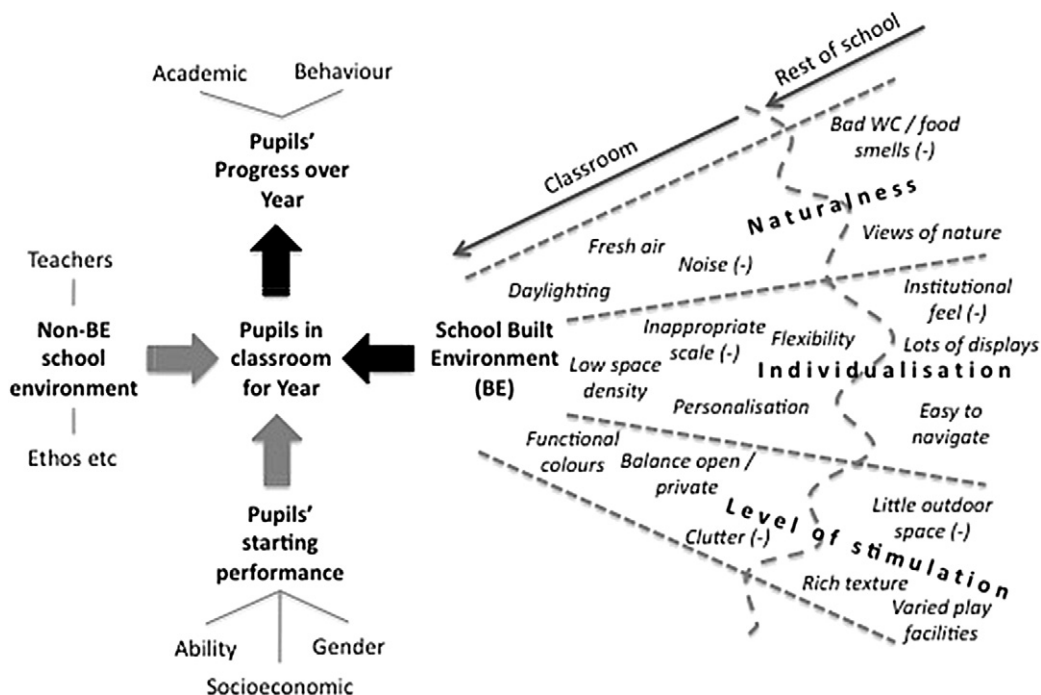 Academic
Behaviour
Pupils'
Progress over
Year
Teachers
Non-BE
school
environment
Ethos etc
Pupils in
classroom
for Year
School Built
Environment
(BE)
Pupils'
starting
performance
Ability
Gender
Socioeconomic
Classroom
Rest of school
Bad WC / food
smells (-)
Naturalness
Fresh air
Noise (-)
Views of nature
Daylighting
Institutional
feel (-)
Inappropriate
scale (-)
Flexibility
Lots of displays
Low space
density
Individualisation
Personalisation
Easy to
navigate
Functional
colours
Balance open /
private
Level of stimulation
Little outdoor
space (-)
Clutter (-)
Rich texture
Varied play
facilities